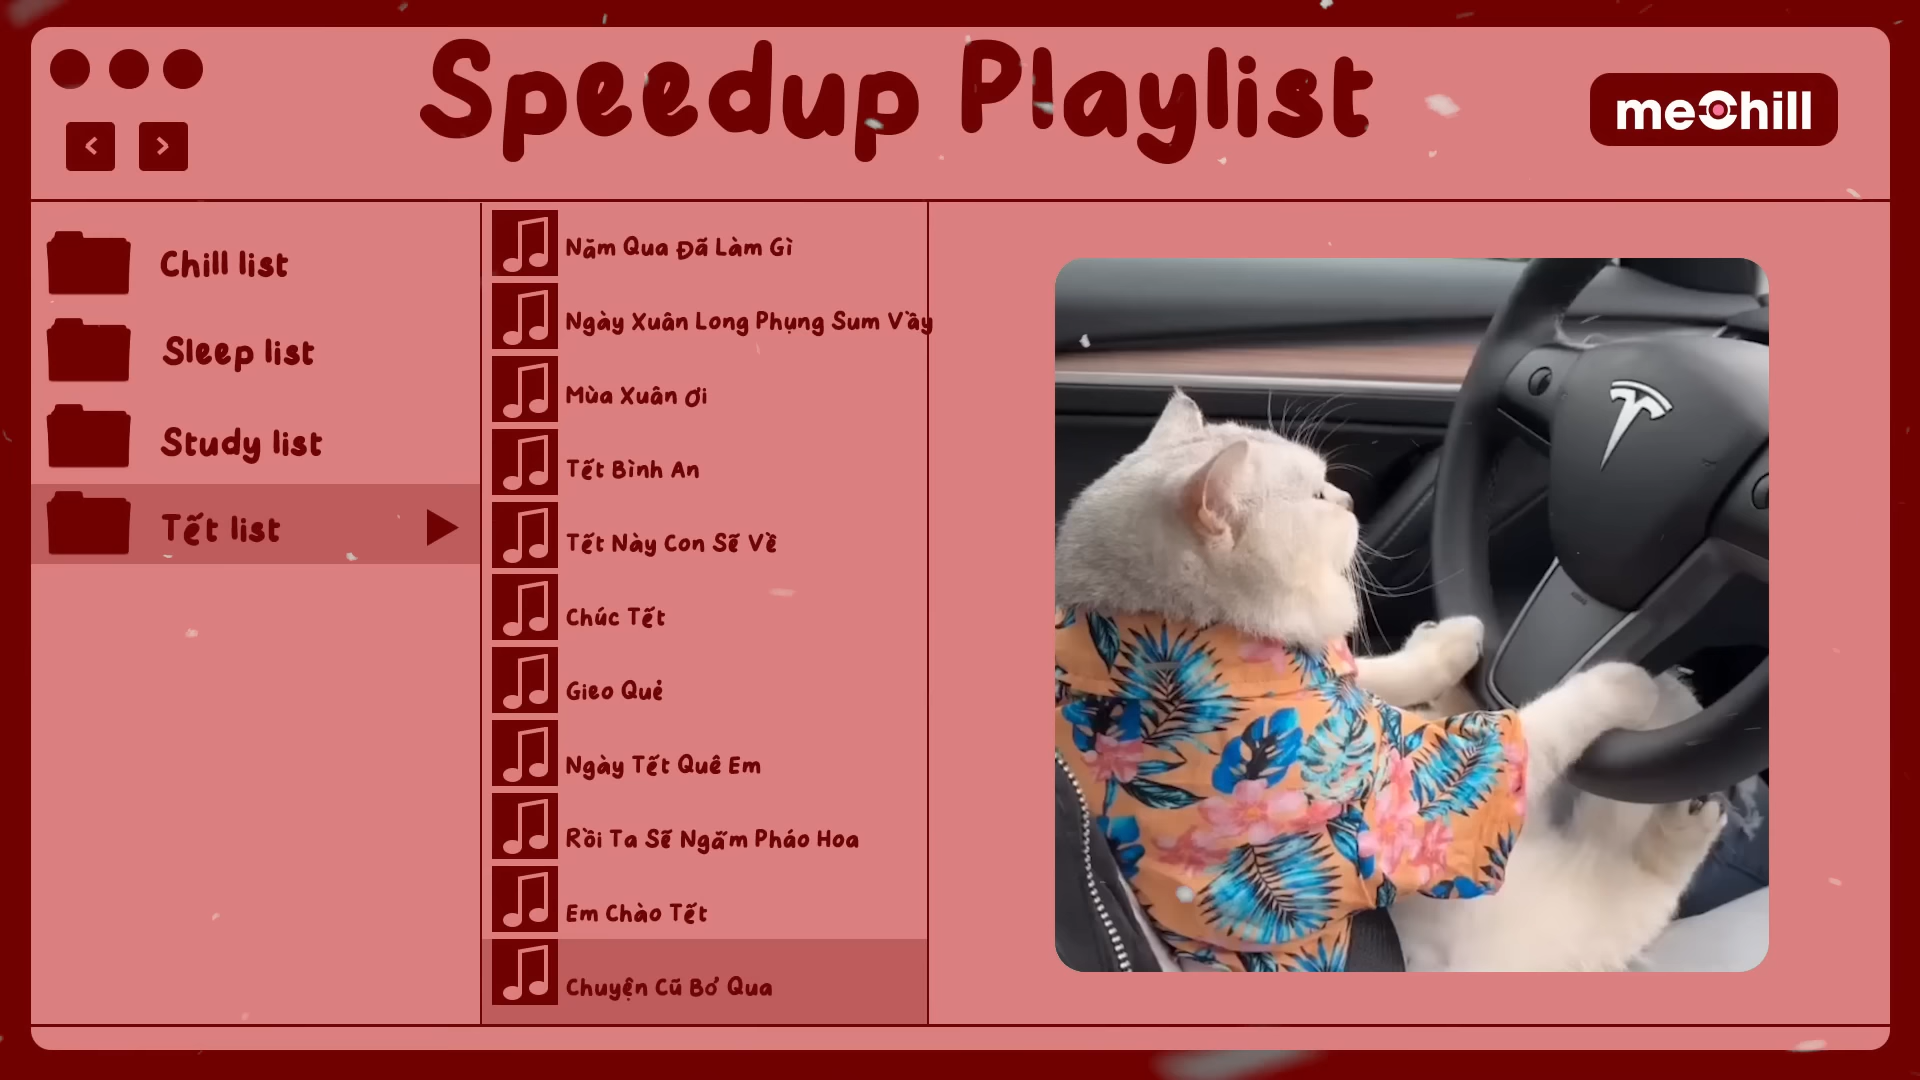 Speedup Playlist
meChill
Chill list
Sleep list
Study list
Tết list
Năm Qua Đã Làm Gì
Ngày Xuân Long Phụng Sum Vầy
Mùa Xuân ơi
Tết Bình An
Tết Này Con Sẽ Về
Chúc Tết
Gieo Quẻ
Ngày Tết Quê Em
Rồi Ta Sẽ Ngắm Pháo Hoa
Em Chào Tết
Chuyện Cũ Bỏ Qua